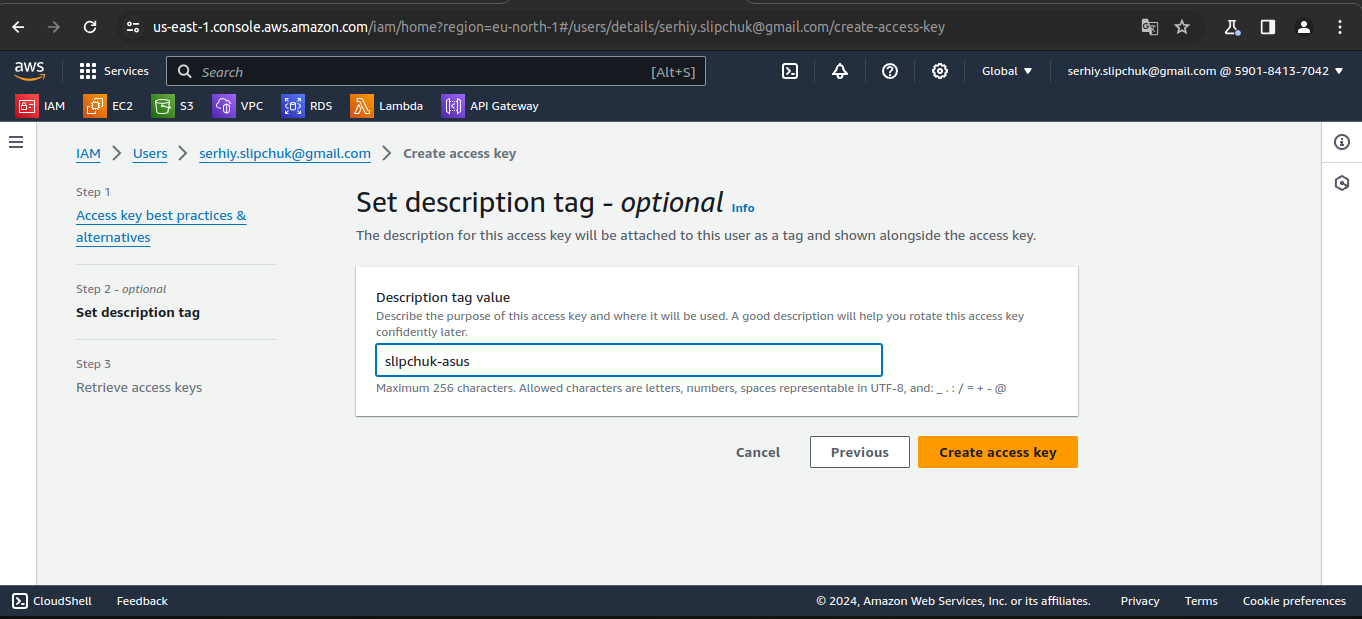 us-east-1.console.aws.amazon.com/iam/home?region=eu-north-1#/users/details/serhiy.slipchuk@gmail.com/create-access-key
aws Services Search [Alt+S] Global serhiy.slipchuk@gmail.com @ 5901-8413-7042
IAM EC2 S3 VPC RDS Lambda API Gateway
IAM Users serhiy.slipchuk@gmail.com Create access key
Step 1
Access key best practices &
alternatives
Step 2 - optional
Set description tag
Step 3
Retrieve access keys
Set description tag - optional Info
The description for this access key will be attached to this user as a tag and shown alongside the access key.
Description tag value
Describe the purpose of this access key and where it will be used. A good description will help you rotate this access key
confidently later.
slipchuk-asus
Maximum 256 characters. Allowed characters are letters, numbers, spaces representable in UTF-8, and: _ . : / = + - @
Cancel Previous Create access key
CloudShell Feedback © 2024, Amazon Web Services, Inc. or its affiliates. Privacy Terms Cookie preferences